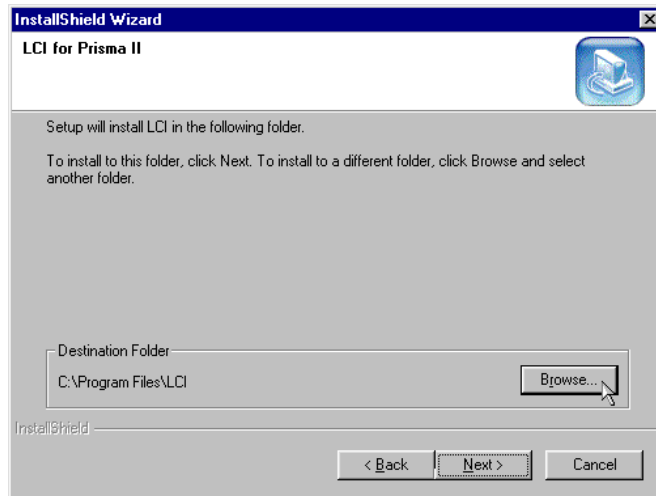 InstallShield Wizard
LCI for Prisma II
Setup will install LCI in the following folder.
To install to this folder, click Next. To install to a different folder, click Browse and select
another folder.
Destination Folder
C:\Program Files\LCI
Browse...
InstallShield
< Back
Next >
Cancel